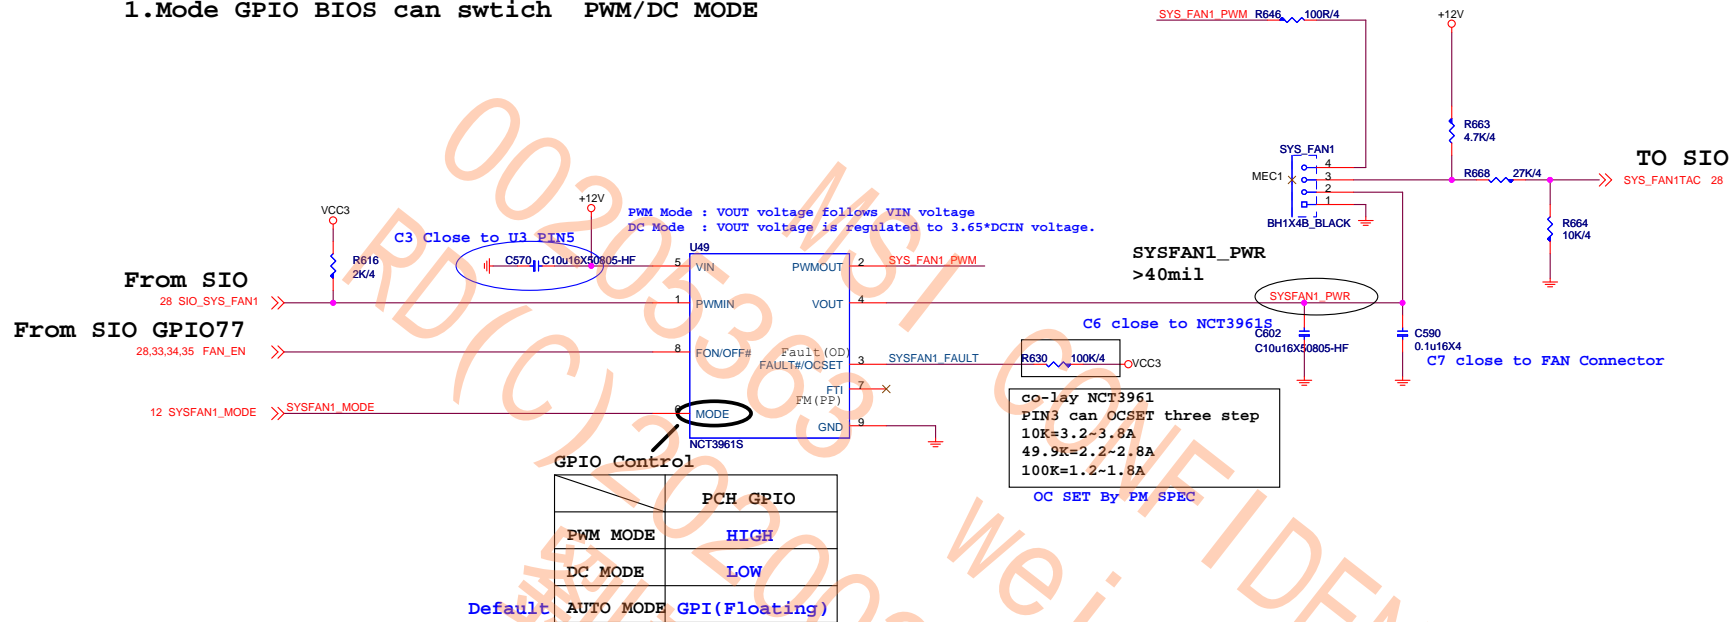 1.Mode GPIO BIOS can swtich PWM/DC MODE
SYS_FAN1_PWM R646 100R/4
+12V
R663
4.7K/4
SYS_FAN1
4
3
2
1
MEC1
BH1X4B_BLACK
R668 27K/4
TO SIO
SYS_FAN1TAC 28
R664
10K/4
VCC3
R616
2K/4
+12V
C3 Close to U3 PIN5
C570 C10u16X50805-HF
PWM Mode : VOUT voltage follows VIN voltage
DC Mode : VOUT voltage is regulated to 3.65*DCIN voltage.
U49
5 VIN
PWMOUT 2 SYS_FAN1_PWM
From SIO
28 SIO_SYS_FAN1
1 PWMIN
VOUT 4
SYSFAN1_PWR
>40mil
SYSFAN1_PWR
From SIO GPIO77
28,33,34,35 FAN_EN
8 FON/OFF#
Fault(OD)
FAULT#/OCSET 3 SYSFAN1_FAULT
R630 100K/4
VCC3
FTI 7
FM(PP)
C6 close to NCT3961S
C602
C10u16X50805-HF
C590
0.1u16X4
C7 close to FAN Connector
12 SYSFAN1_MODE SYSFAN1_MODE
6 MODE
GND 9
NCT3961S
co-lay NCT3961
PIN3 can OCSET three step
10K=3.2~3.8A
49.9K=2.2~2.8A
100K=1.2~1.8A
OC SET By PM SPEC
GPIO Control
PCH GPIO
PWM MODE HIGH
DC MODE LOW
Default AUTO MODE GPI(Floating)
MSI CONFIDEN
00205363 wei
RD(C)20200